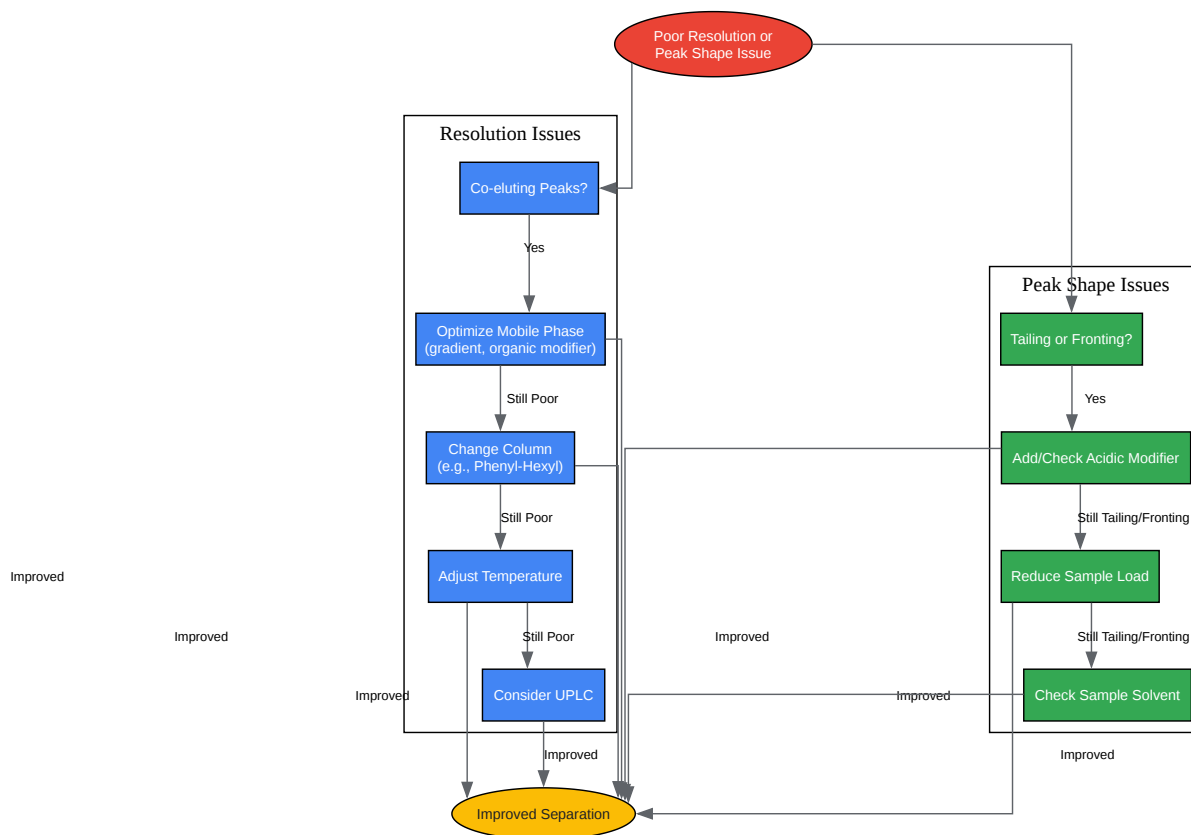 Poor Resolution or
Peak Shape Issue
Resolution Issues
Co-eluting Peaks?
Yes
Optimize Mobile Phase
(gradient, organic modifier)
Still Poor
Change Column
(e.g., Phenyl-Hexyl)
Still Poor
Adjust Temperature
Still Poor
Consider UPLC
Peak Shape Issues
Tailing or Fronting?
Yes
Add/Check Acidic Modifier
Still Tailing/Fronting
Reduce Sample Load
Still Tailing/Fronting
Check Sample Solvent
Improved
Improved
Improved
Improved
Improved
Improved
Improved
Improved Separation